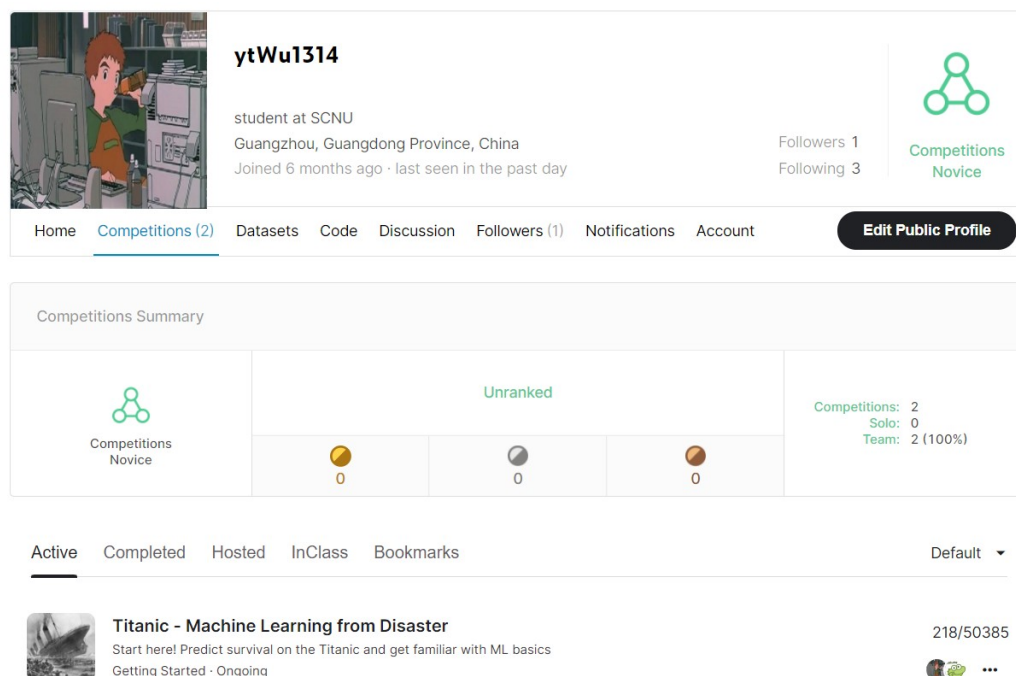 ytWu1314
student at SCNU
Guangzhou, Guangdong Province, China
Joined 6 months ago · last seen in the past day
Followers 1
Following 3
Competitions
Novice
Home Competitions (2) Datasets Code Discussion Followers (1) Notifications Account Edit Public Profile
Competitions Summary
Competitions
Novice
Unranked
0 0 0
Competitions: 2
Solo: 0
Team: 2 (100%)
Active Completed Hosted InClass Bookmarks Default
Titanic - Machine Learning from Disaster
Start here! Predict survival on the Titanic and get familiar with ML basics
Getting Started · Ongoing
218/50385